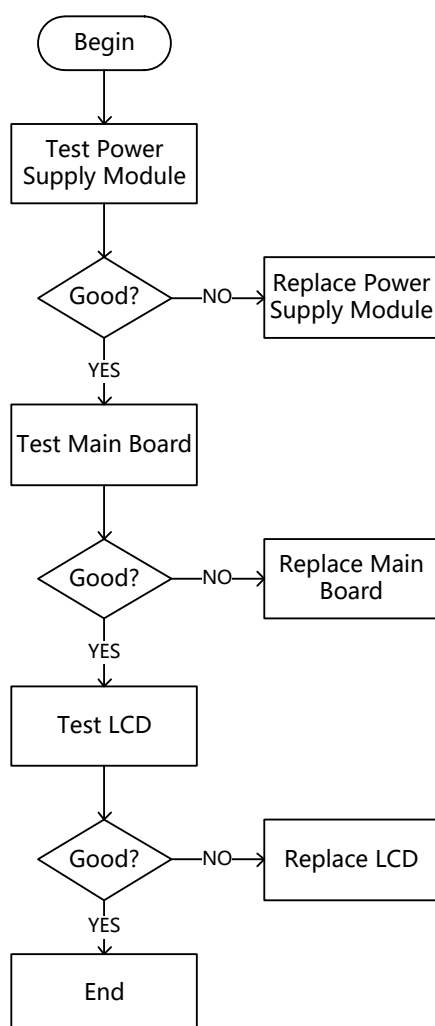 Begin
Test Power
Supply Module
Good?
NO
Replace Power
Supply Module
YES
Test Main Board
Good?
NO
Replace Main
Board
YES
Test LCD
Good?
NO
Replace LCD
YES
End